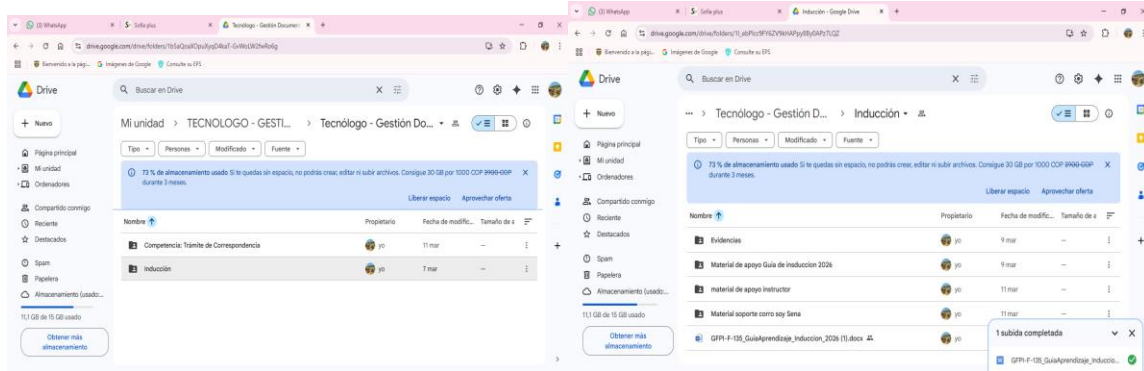 (3) WhatsApp
Sofia plus
Tecnólogo - Gestión Document
drive.google.com/drive/folders/
Bienvenido a la pági...
Imágenes de Google
Consulte su EPS
Drive
Buscar en Drive
Nuevo
Mi unidad > TECNOLOGO - GESTI... > Tecnólogo - Gestión Do...
Tipo
Personas
Modificado
Fuente
Página principal
Mi unidad
Ordenadores
Compartido conmigo
Reciente
Destacados
Spam
Papelera
Almacenamiento (usado:...
11,1 GB de 15 GB usado
Obtener más
almacenamiento
73 % de almacenamiento usado Si te quedas sin espacio, no podrás crear, editar ni subir archivos. Consigue 30 GB por 1000 COP 3900 COP
durante 3 meses.
Liberar espacio
Aprovechar oferta
Nombre
Propietario
Fecha de modific...
Tamaño de a
Competencia: Trámite de Correspondencia
yo
11 mar
Inducción
yo
7 mar
(3) WhatsApp
Sofia plus
Inducción - Google Drive
drive.google.com/drive/folders/
Bienvenido a la pági...
Imágenes de Google
Consulte su EPS
Drive
Buscar en Drive
Nuevo
... > Tecnólogo - Gestión D... > Inducción
Tipo
Personas
Modificado
Fuente
Página principal
Mi unidad
Ordenadores
Compartido conmigo
Reciente
Destacados
Spam
Papelera
Almacenamiento (usado:...
11,1 GB de 15 GB usado
Obtener más
almacenamiento
73 % de almacenamiento usado Si te quedas sin espacio, no podrás crear, editar ni subir archivos. Consigue 30 GB por 1000 COP 3900 COP
durante 3 meses.
Liberar espacio
Aprovechar oferta
Nombre
Propietario
Fecha de modific...
Tamaño de a
Evidencias
yo
9 mar
Material de apoyo Guia de insduccion 2026
yo
9 mar
material de apoyo instructor
yo
11 mar
Material soporte corro soy Sena
yo
11 mar
GFPI-F-135_GuiaAprendizaje_Induccion_2026 (1).docx
yo
1 subida completada
GFPI-F-135_GuiaAprendizaje_Induccio...